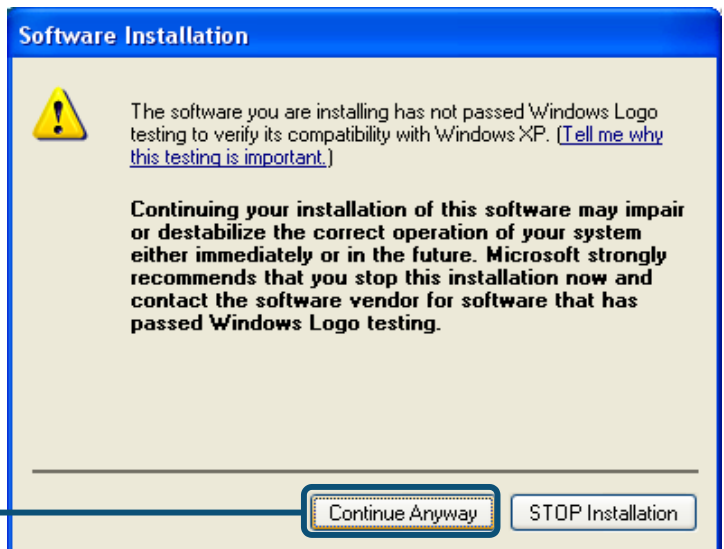 Software Installation
The software you are installing has not passed Windows Logo
testing to verify its compatibility with Windows XP. (Tell me why
this testing is important.)
Continuing your installation of this software may impair
or destabilize the correct operation of your system
either immediately or in the future. Microsoft strongly
recommends that you stop this installation now and
contact the software vendor for software that has
passed Windows Logo testing.
Continue Anyway
STOP Installation